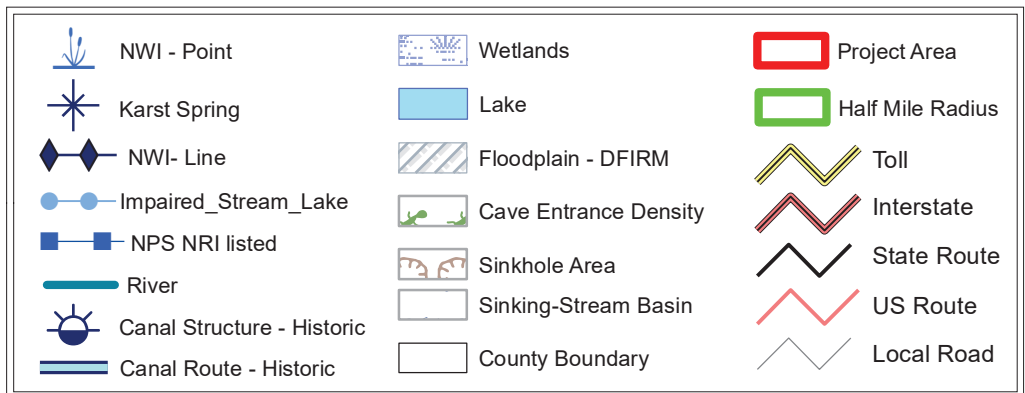 NWI - Point
Karst Spring
NWI- Line
Impaired_Stream_Lake
NPS NRI listed
River
Canal Structure - Historic
Canal Route - Historic
Wetlands
Lake
Floodplain - DFIRM
Cave Entrance Density
Sinkhole Area
Sinking-Stream Basin
County Boundary
Project Area
Half Mile Radius
Toll
Interstate
State Route
US Route
Local Road